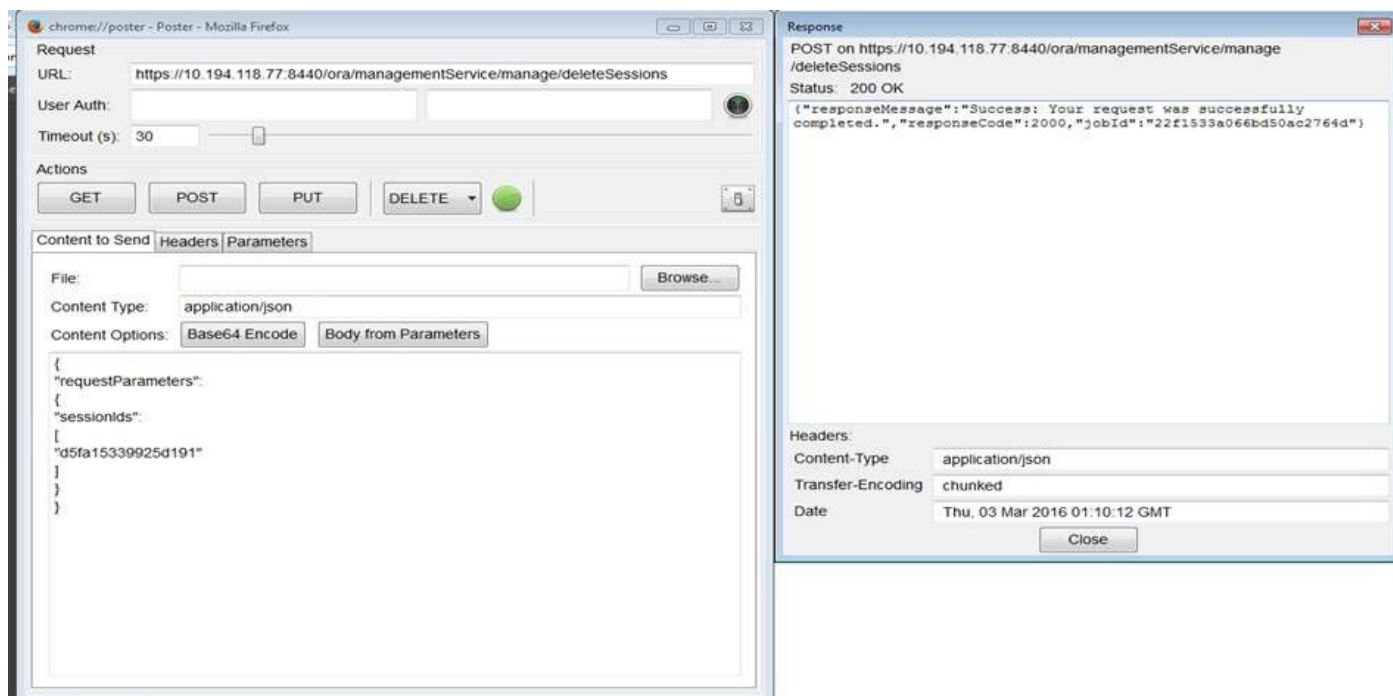 chrome://poster - Poster - Mozilla Firefox
Request
URL: https://10.194.118.77:8440/ora/managementService/manage/deleteSessions
User Auth:
Timeout (s): 30
Actions
GET POST PUT DELETE
Content to Send Headers Parameters
File: Browse...
Content Type: application/json
Content Options: Base64 Encode Body from Parameters
{
"requestParameters":
{
"sessionIds":
[
"d5fa15339925d191"
]
}
}
Response
POST on https://10.194.118.77:8440/ora/managementService/manage
/deleteSessions
Status: 200 OK
{"responseMessage":"Success: Your request was successfully
completed.","responseCode":2000,"jobId":"22f1533a066bd50ac2764d"}
Headers:
Content-Type application/json
Transfer-Encoding chunked
Date Thu, 03 Mar 2016 01:10:12 GMT
Close